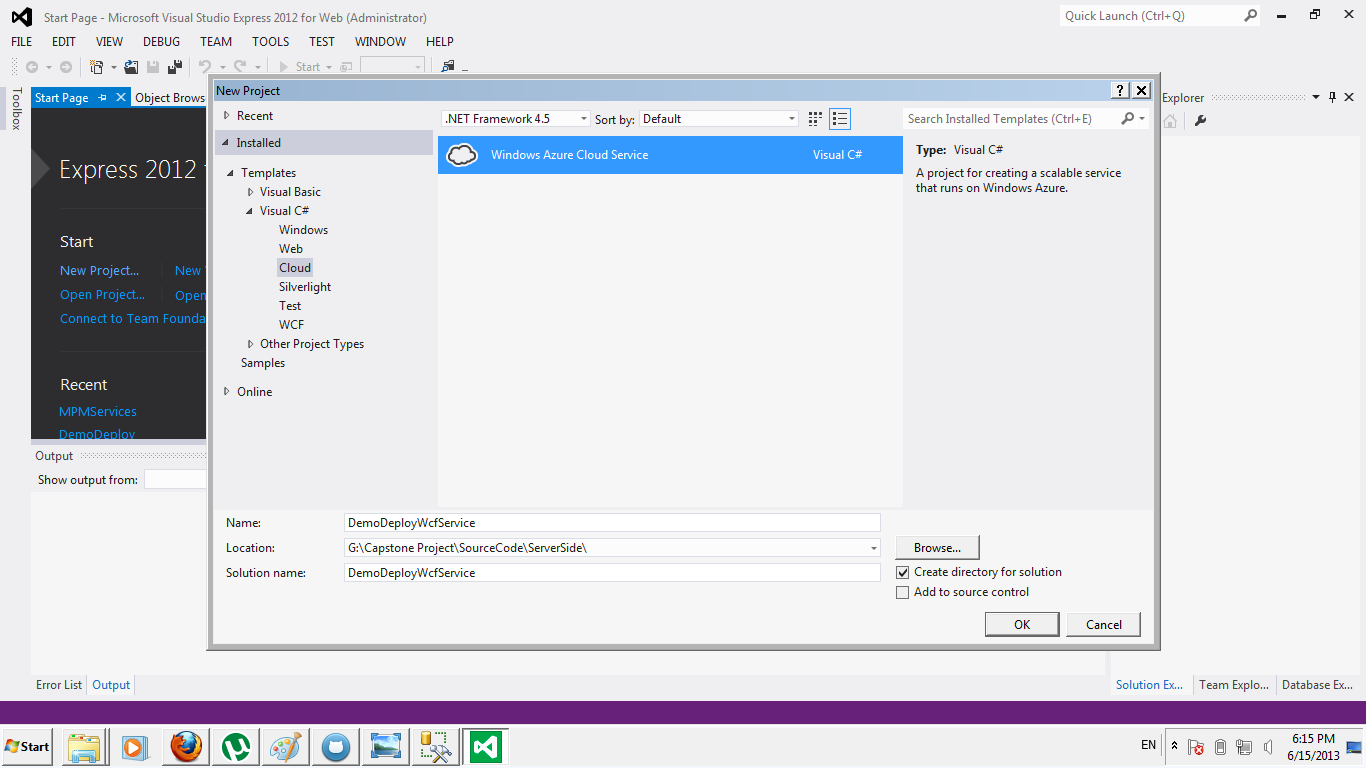 Start Page - Microsoft Visual Studio Express 2012 for Web (Administrator)
Quick Launch (Ctrl+Q)
FILE EDIT VIEW DEBUG TEAM TOOLS TEST WINDOW HELP
Start
Toolbox
Start Page
Object Brows
Explorer
Express 2012
Start
New Project...
New
Open Project...
Open
Connect to Team Founda
Recent
MPMServices
DemoDeploy
Output
Show output from:
New Project
Recent
Installed
Templates
Visual Basic
Visual C#
Windows
Web
Cloud
Silverlight
Test
WCF
Other Project Types
Samples
Online
.NET Framework 4.5
Sort by: Default
Search Installed Templates (Ctrl+E)
Windows Azure Cloud Service
Visual C#
Type: Visual C#
A project for creating a scalable service
that runs on Windows Azure.
Name: DemoDeployWcfService
Location: G:\Capstone Project\SourceCode\ServerSide\
Browse...
Solution name: DemoDeployWcfService
Create directory for solution
Add to source control
OK
Cancel
Error List
Output
Solution Ex...
Team Explo...
Database Ex...
Start
EN
6:15 PM
6/15/2013